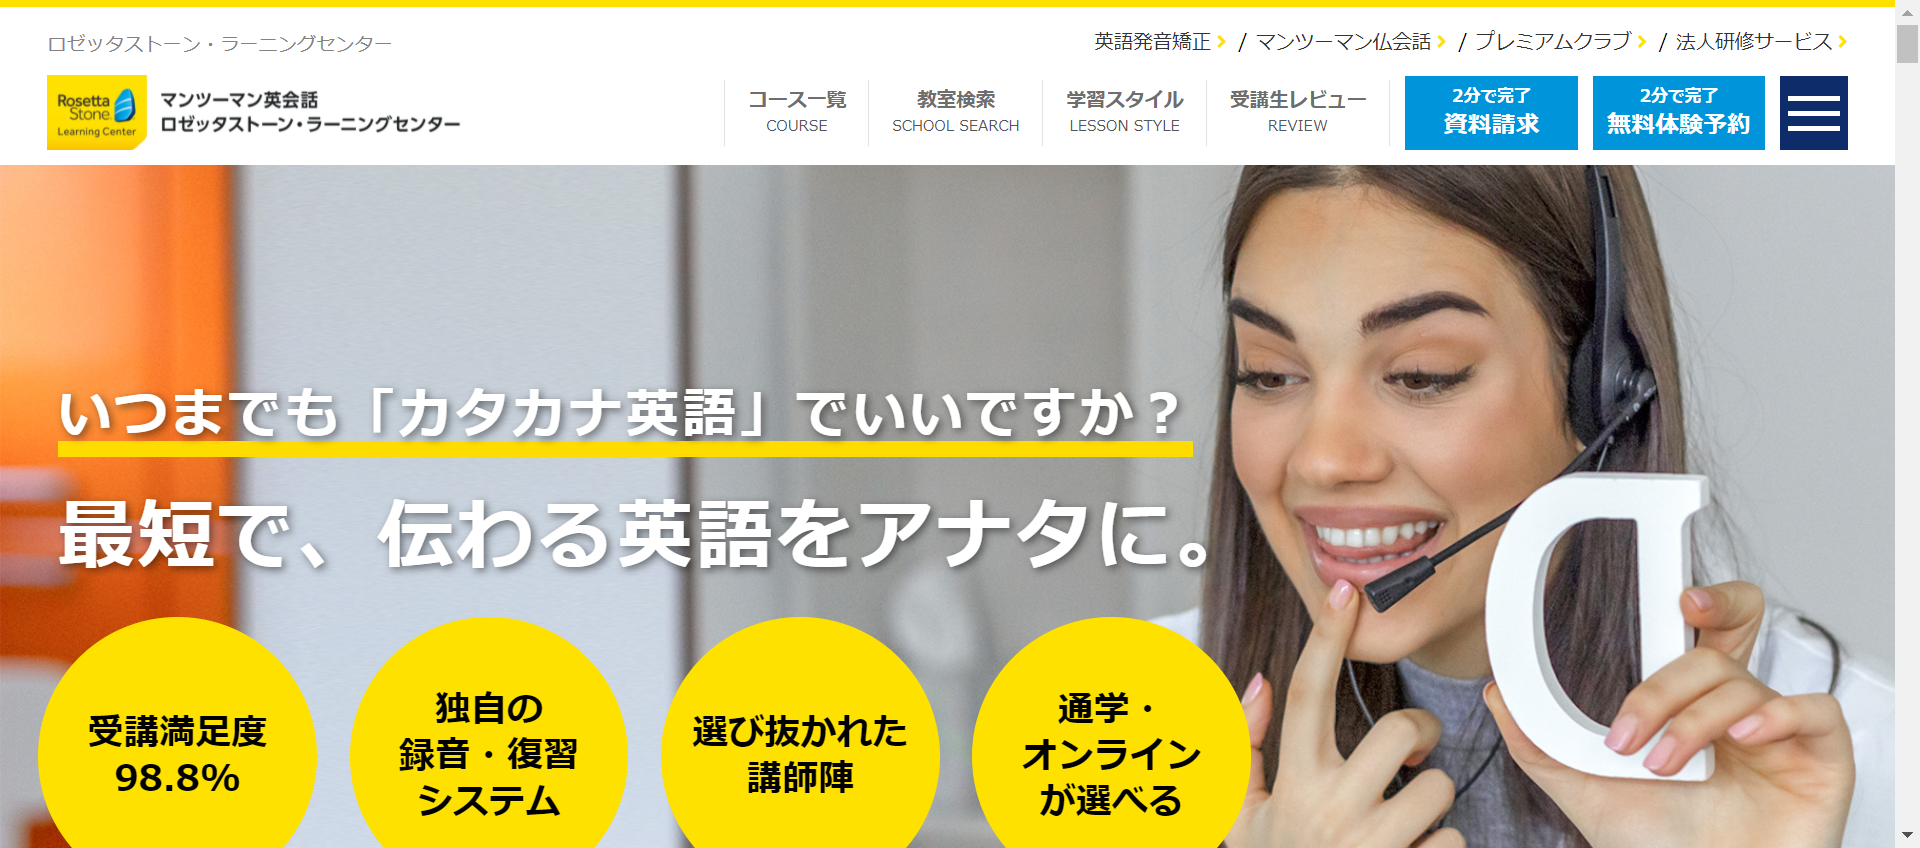 ロゼッタストーン・ラーニングセンター
英語発音矯正 / マンツーマン仏会話 / プレミアムクラブ / 法人研修サービス
Rosetta
Stone
Learning Center
マンツーマン英会話
ロゼッタストーン・ラーニングセンター
コース一覧
COURSE
教室検索
SCHOOL SEARCH
学習スタイル
LESSON STYLE
受講生レビュー
REVIEW
2分で完了
資料請求
2分で完了
無料体験予約
いつまでも「カタカナ英語」でいいですか？
最短で、伝わる英語をアナタに。
受講満足度
98.8%
独自の
録音・復習
システム
選び抜かれた
講師陣
通学・
オンライン
が選べる